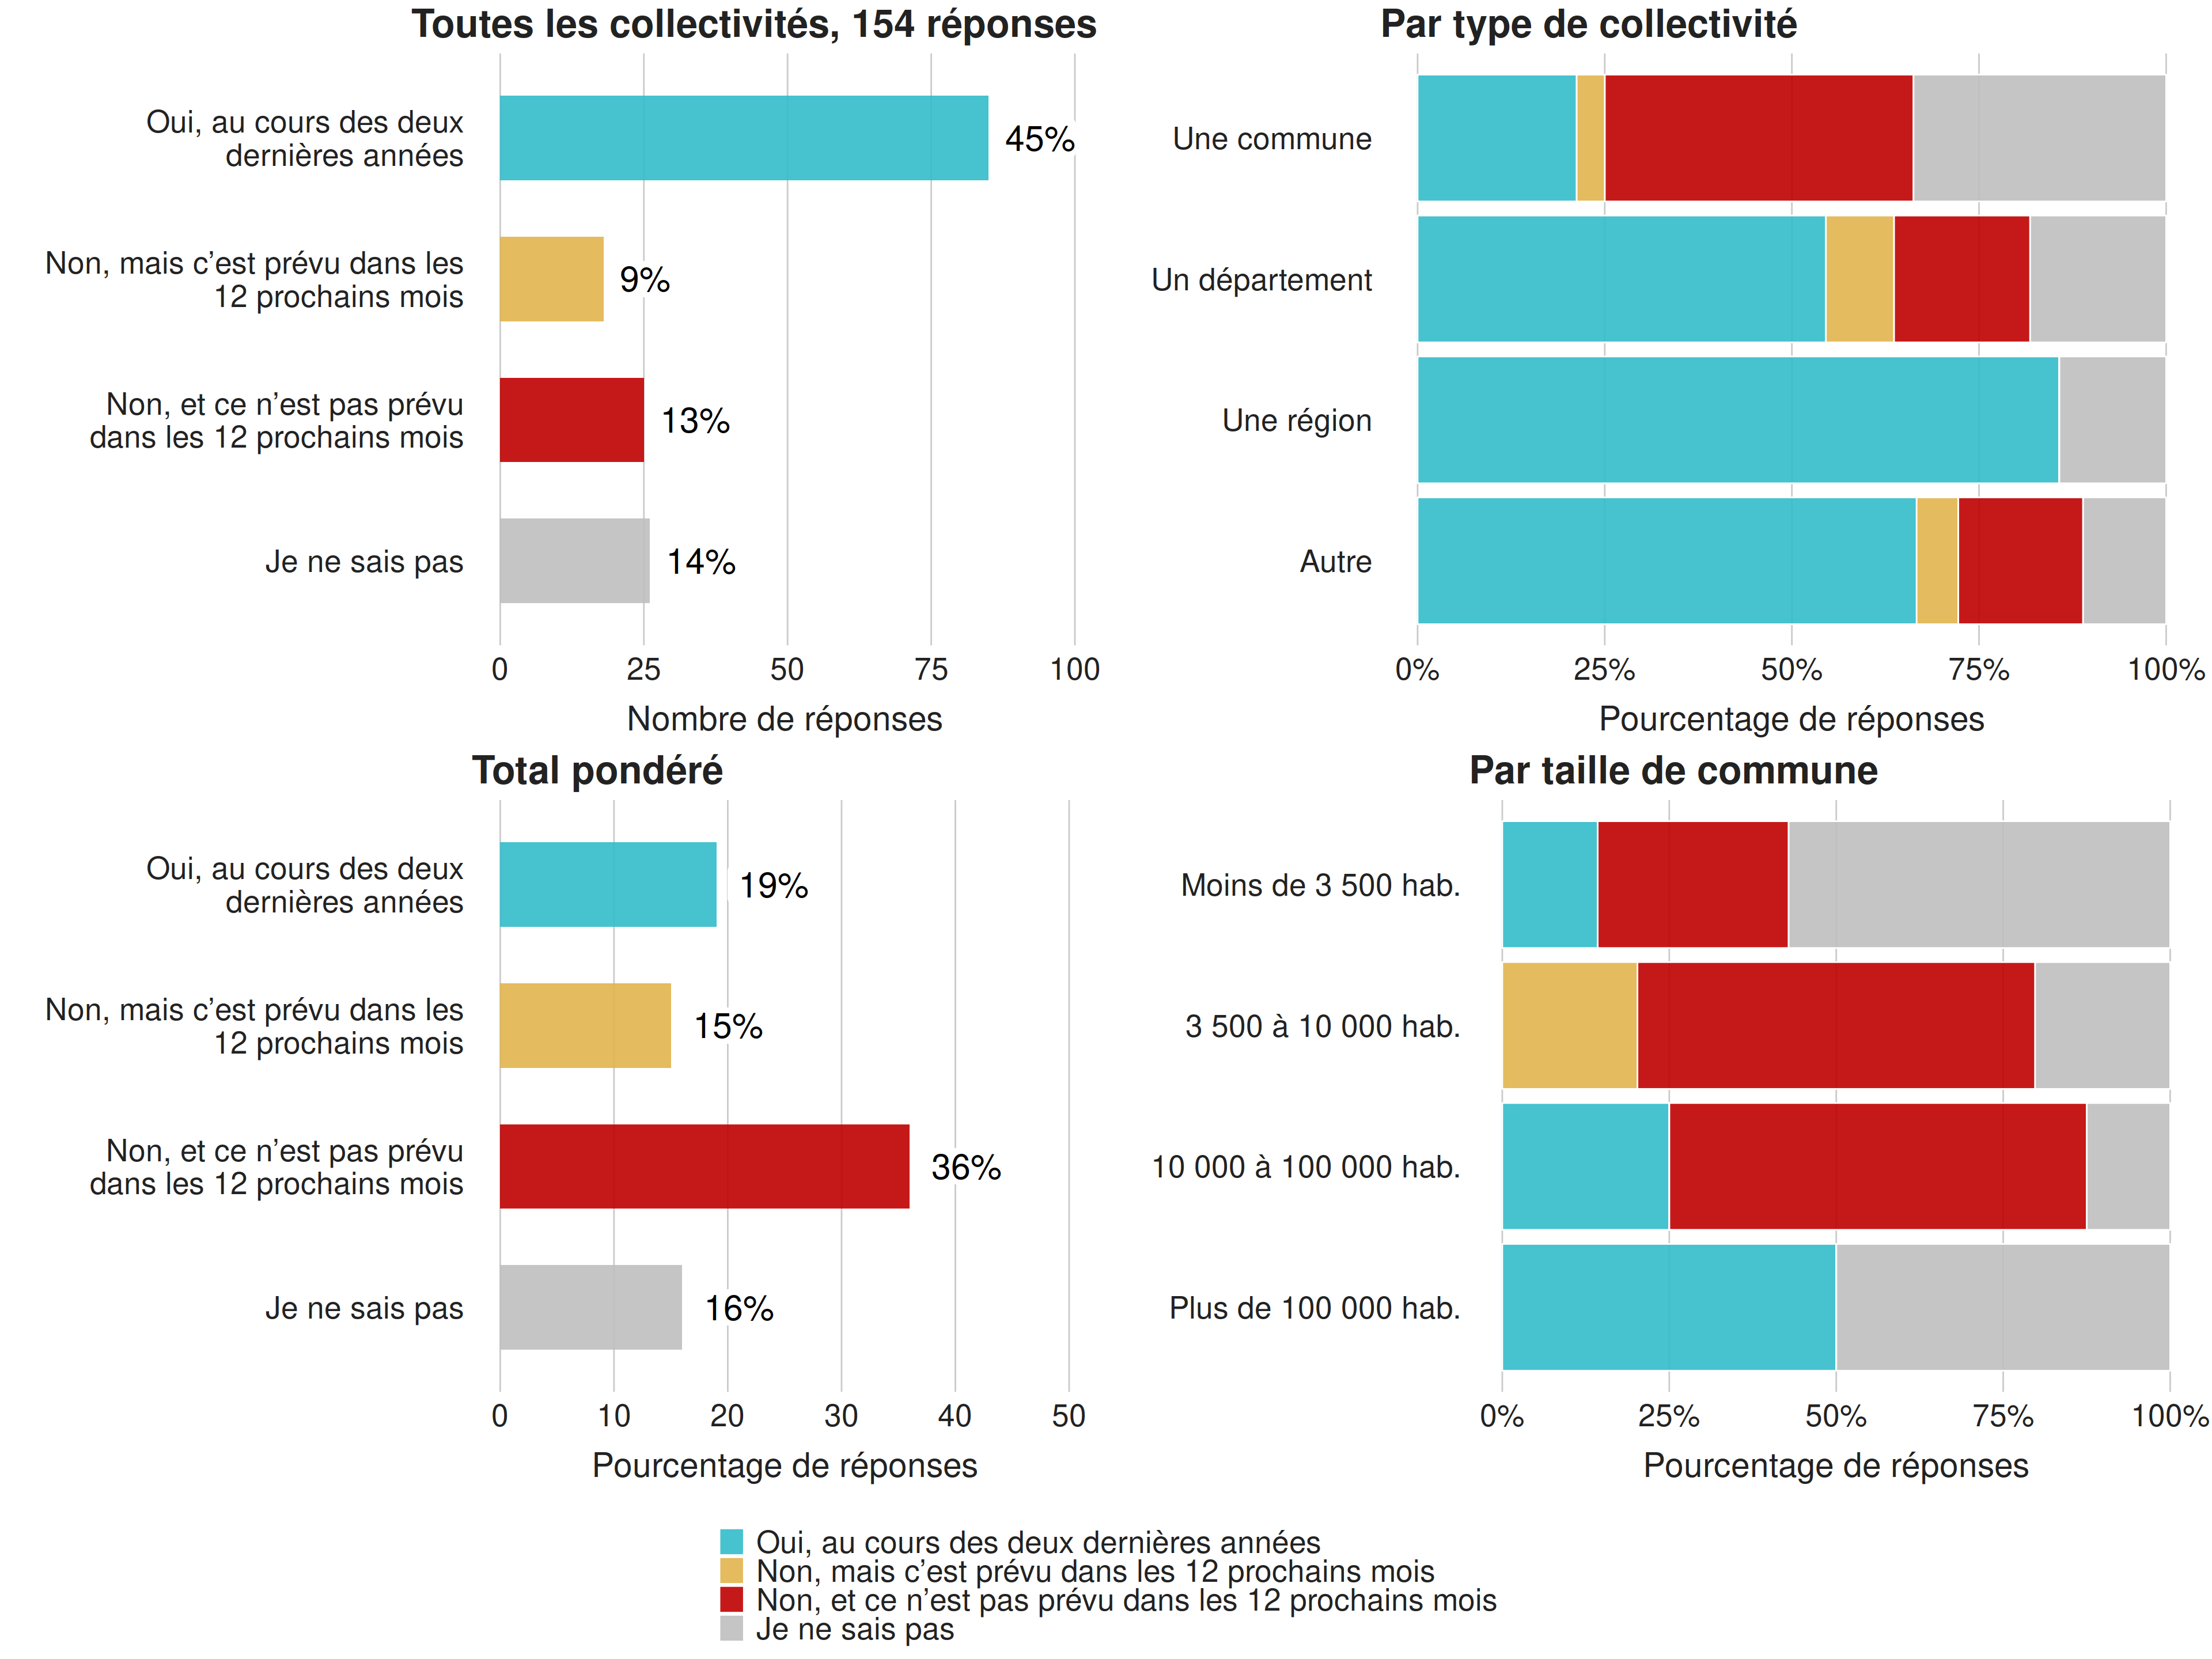 Toutes les collectivités, 154 réponses
Oui, au cours des deux
dernières années
45%
Non, mais c’est prévu dans les
12 prochains mois
9%
Non, et ce n’est pas prévu
dans les 12 prochains mois
13%
Je ne sais pas
14%
0 25 50 75 100
Nombre de réponses
Par type de collectivité
Une commune
Un département
Une région
Autre
0% 25% 50% 75% 100%
Pourcentage de réponses
Total pondéré
Oui, au cours des deux
dernières années
19%
Non, mais c’est prévu dans les
12 prochains mois
15%
Non, et ce n’est pas prévu
dans les 12 prochains mois
36%
Je ne sais pas
16%
0 10 20 30 40 50
Pourcentage de réponses
Par taille de commune
Moins de 3 500 hab.
3 500 à 10 000 hab.
10 000 à 100 000 hab.
Plus de 100 000 hab.
0% 25% 50% 75% 100%
Pourcentage de réponses
Oui, au cours des deux dernières années
Non, mais c’est prévu dans les 12 prochains mois
Non, et ce n’est pas prévu dans les 12 prochains mois
Je ne sais pas